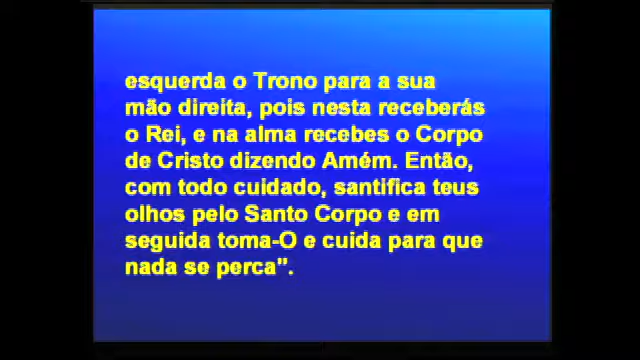 esquerda o Trono para a sua
mão direita, pois nesta receberás
o Rei, e na alma recebes o Corpo
de Cristo dizendo Amém. Então,
com todo cuidado, santifica teus
olhos pelo Santo Corpo e em
seguida toma-O e cuida para que
nada se perca”.